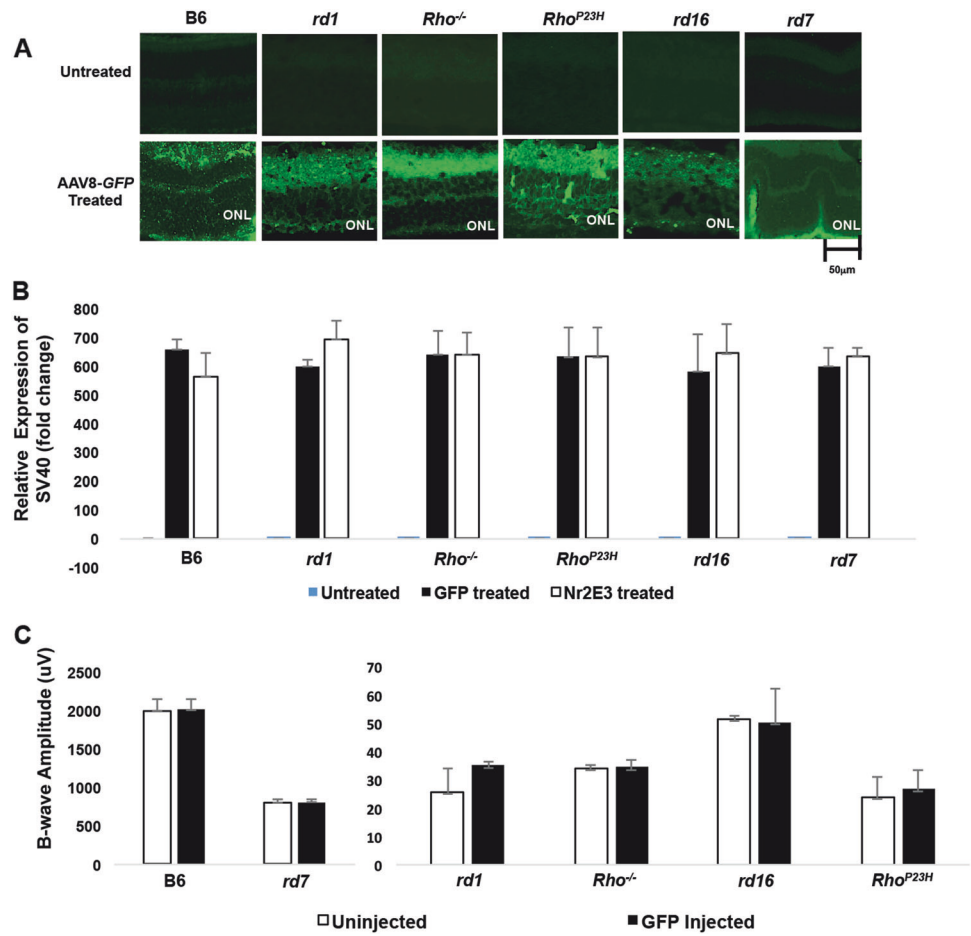 B6 rd1 Rho-/- RhoP23H rd16 rd7
A
Untreated
AAV8-GFP
Treated
ONL ONL ONL ONL ONL ONL
50µm
B
Relative Expression of
SV40 (fold change)
800
700
600
500
400
300
200
100
0
-100
B6 rd1 Rho-/- RhoP23H rd16 rd7
Untreated GFP treated Nr2E3 treated
C
B-wave Amplitude (uV)
2500
2000
1500
1000
500
0
B6 rd7
70
60
50
40
30
20
10
0
rd1 Rho-/- rd16 RhoP23H
Uninjected GFP Injected